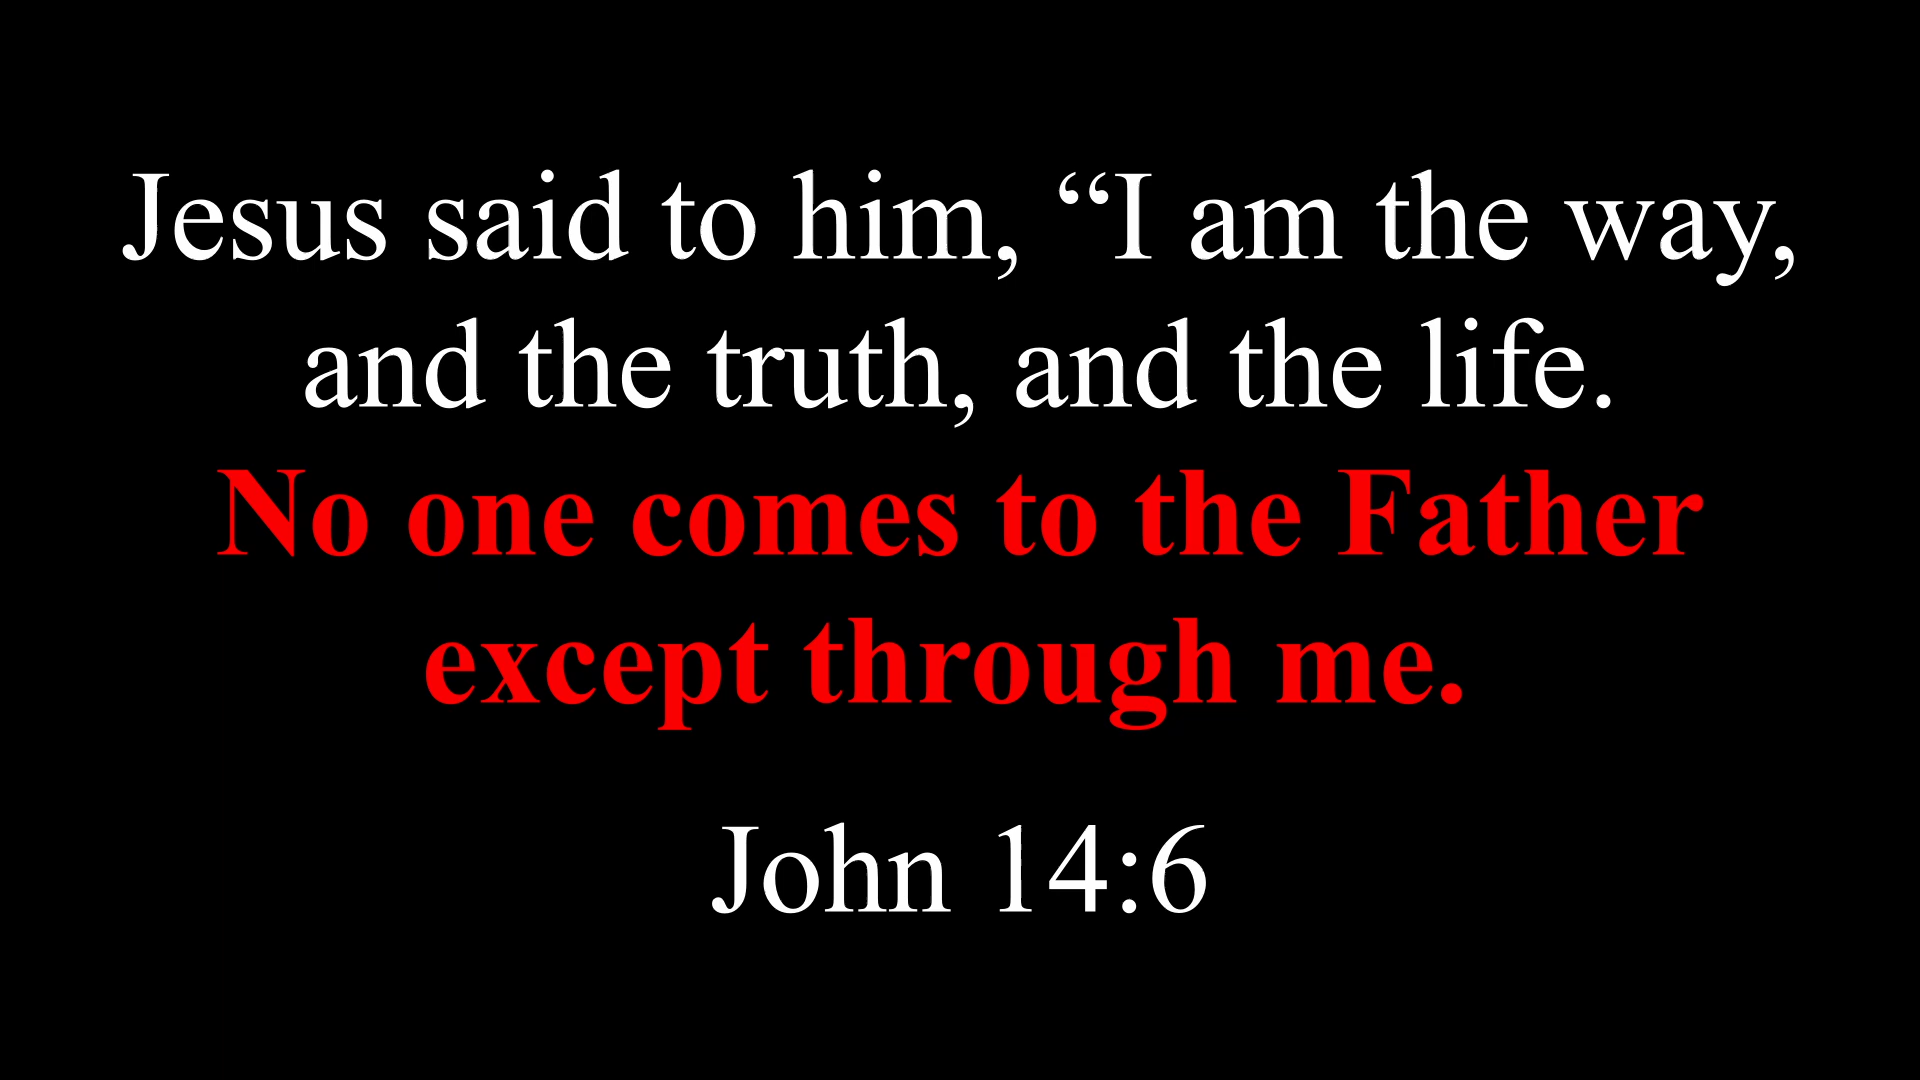 Jesus said to him, “I am the way,
and the truth, and the life.
No one comes to the Father
except through me.
John 14:6